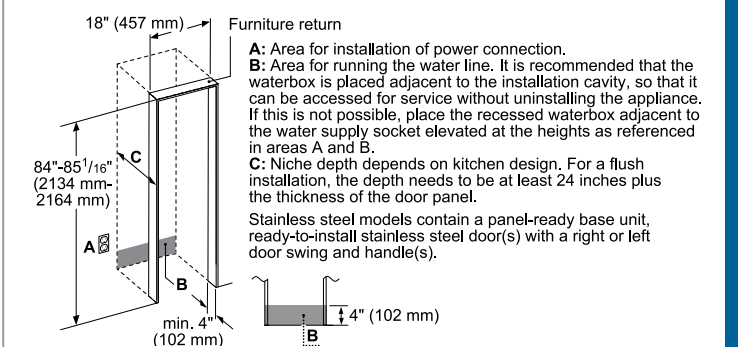 18" (457 mm)
Furniture return
A: Area for installation of power connection.
B: Area for running the water line. It is recommended that the
waterbox is placed adjacent to the installation cavity, so that it
can be accessed for service without uninstalling the appliance.
If this is not possible, place the recessed waterbox adjacent to
the water supply socket elevated at the heights as referenced
in areas A and B.
C: Niche depth depends on kitchen design. For a flush
installation, the depth needs to be at least 24 inches plus
the thickness of the door panel.
Stainless steel models contain a panel-ready base unit,
ready-to-install stainless steel door(s) with a right or left
door swing and handle(s).
C
84"-85 1/16"
(2134 mm-
2164 mm)
A
B
min. 4"
(102 mm)
4" (102 mm)
B